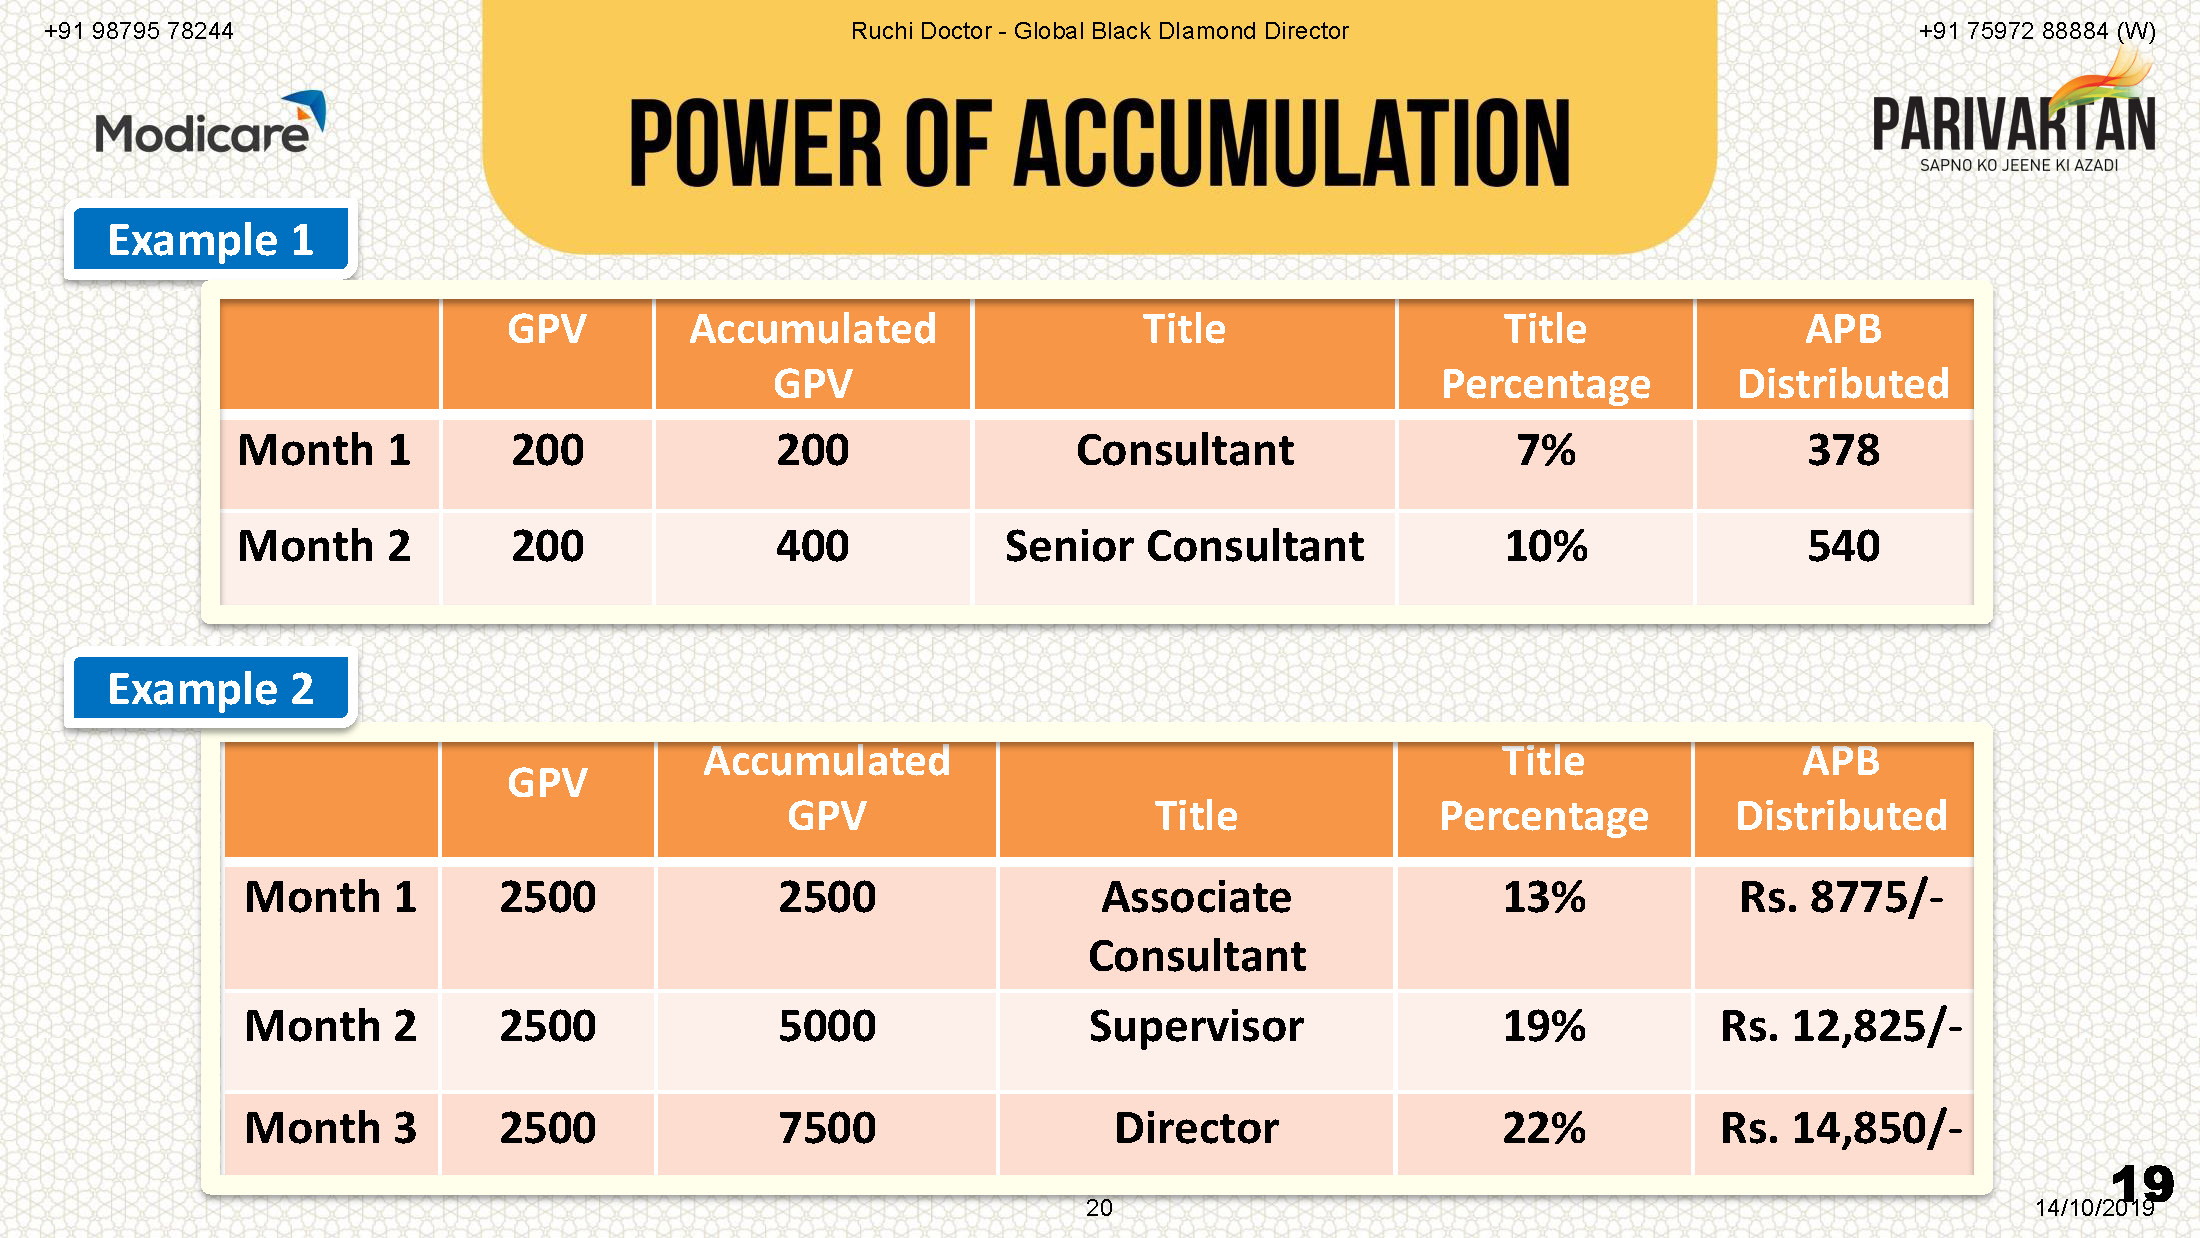 +91 98795 78244 Ruchi Doctor - Global Black DIamond Director +91 75972 88884 (W)
Modicare
POWER OF ACCUMULATION
PARIVARTAN
SAPNO KO JEENE KI AZADI
Example 1
GPV Accumulated GPV Title Title Percentage APB Distributed
Month 1 200 200 Consultant 7% 378
Month 2 200 400 Senior Consultant 10% 540
Example 2
GPV Accumulated GPV Title Title Percentage APB Distributed
Month 1 2500 2500 Associate Consultant 13% Rs. 8775/-
Month 2 2500 5000 Supervisor 19% Rs. 12,825/-
Month 3 2500 7500 Director 22% Rs. 14,850/-
19
20 14/10/2019